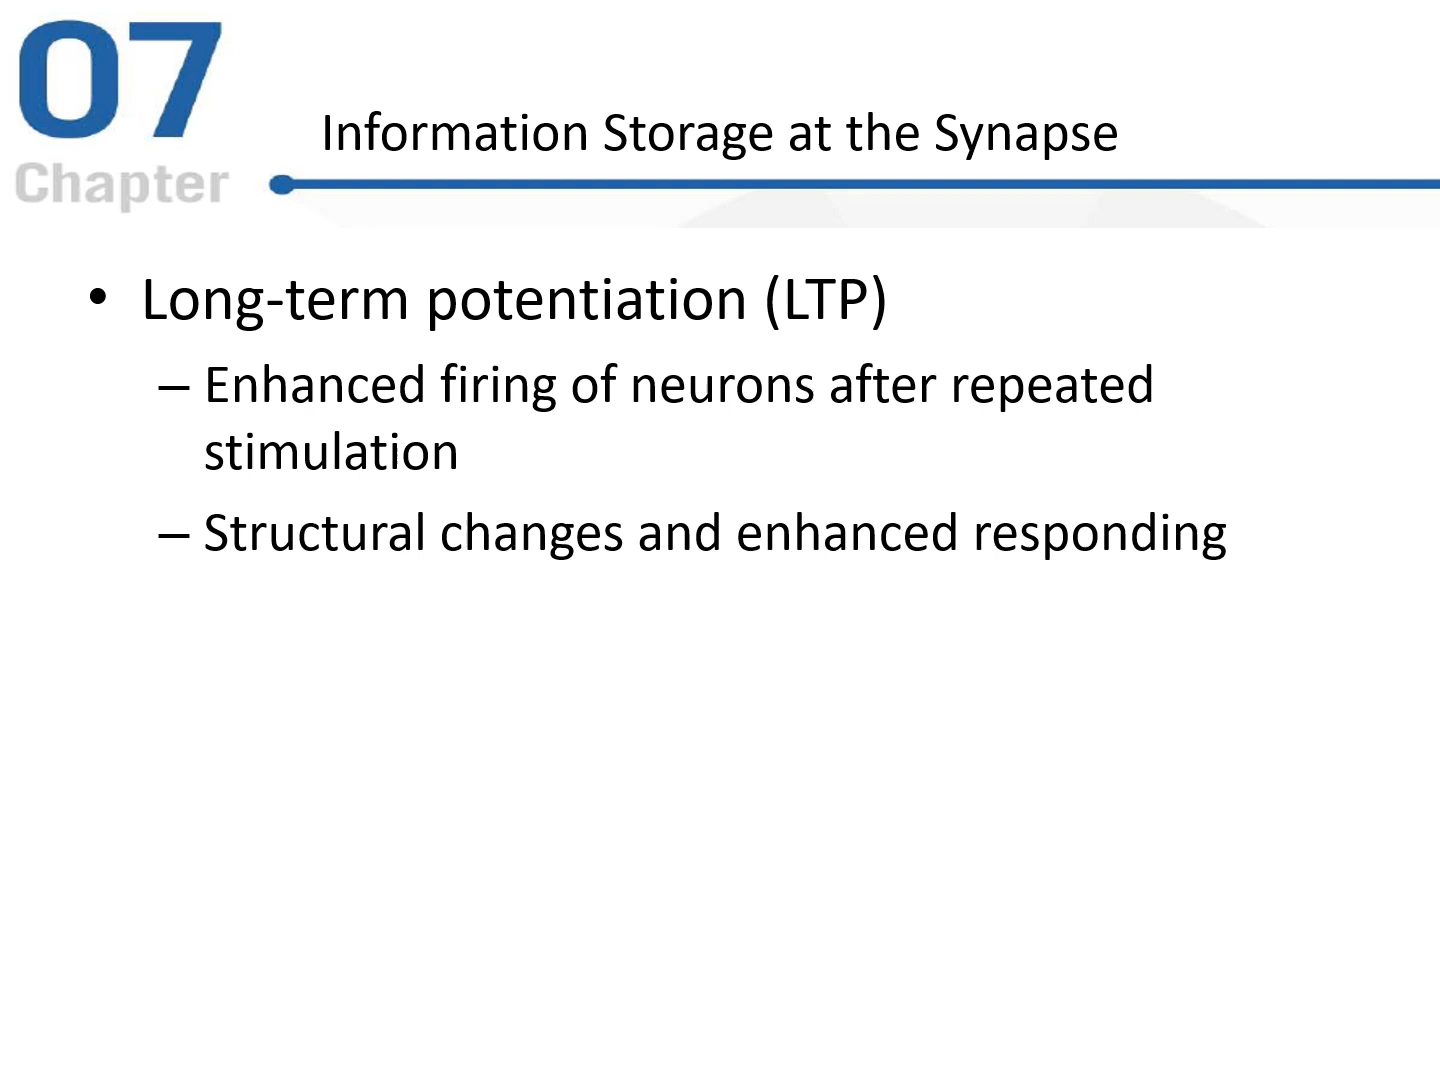 07
Chapter
Information Storage at the Synapse
• Long-term potentiation (LTP)
– Enhanced firing of neurons after repeated
stimulation
– Structural changes and enhanced responding